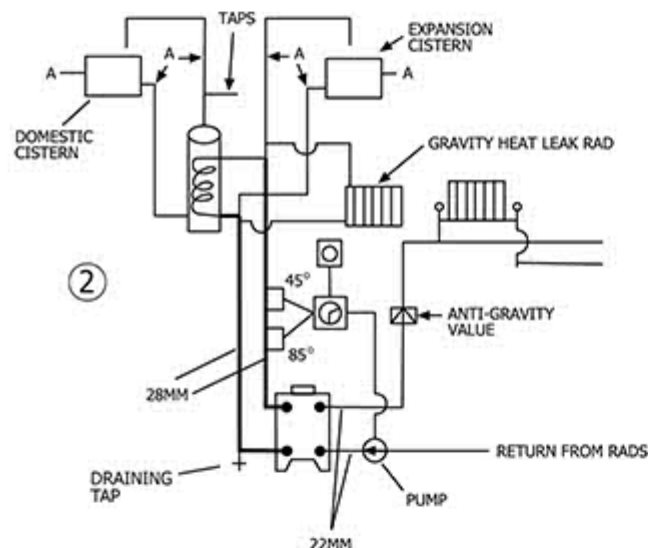 TAPS
EXPANSION
CISTERN
A
A
A
A
DOMESTIC
CISTERN
GRAVITY HEAT LEAK RAD
2
45°
85°
ANTI-GRAVITY
VALUE
28MM
RETURN FROM RADS
DRAINING
TAP
PUMP
22MM